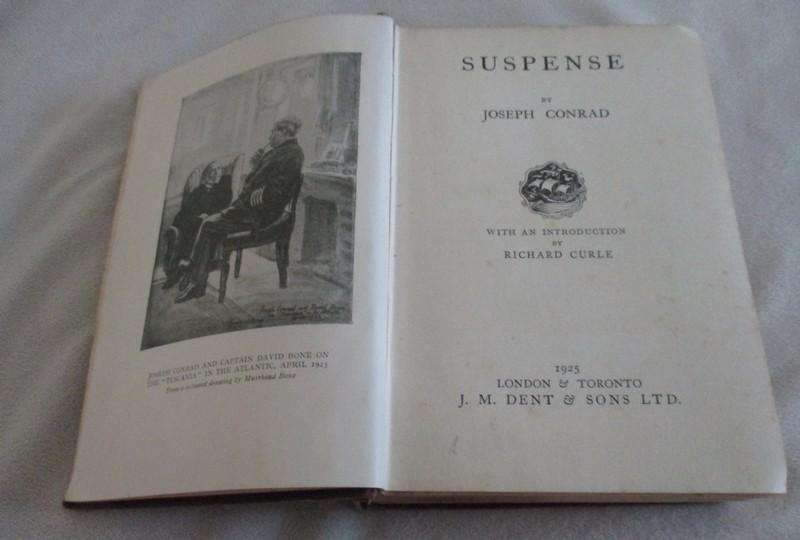 JOSEPH CONRAD AND CAPTAIN DAVID BONE ON
THE "TUSCANIA" IN THE ATLANTIC, APRIL 1923
From a coloured drawing by Muirhead Bone
SUSPENSE
BY
JOSEPH CONRAD
WITH AN INTRODUCTION
BY
RICHARD CURLE
1925
LONDON & TORONTO
J. M. DENT & SONS LTD.